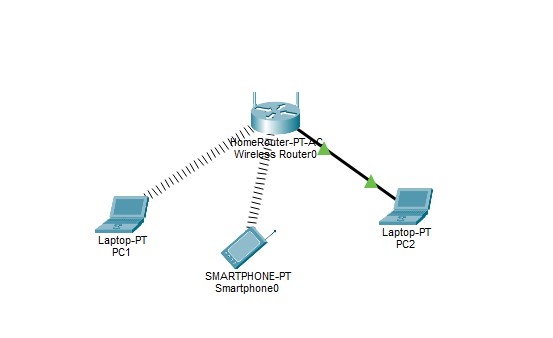 HomeRouter-PT-AC
Wireless Router0
Laptop-PT
PC1
SMARTPHONE-PT
Smartphone0
Laptop-PT
PC2